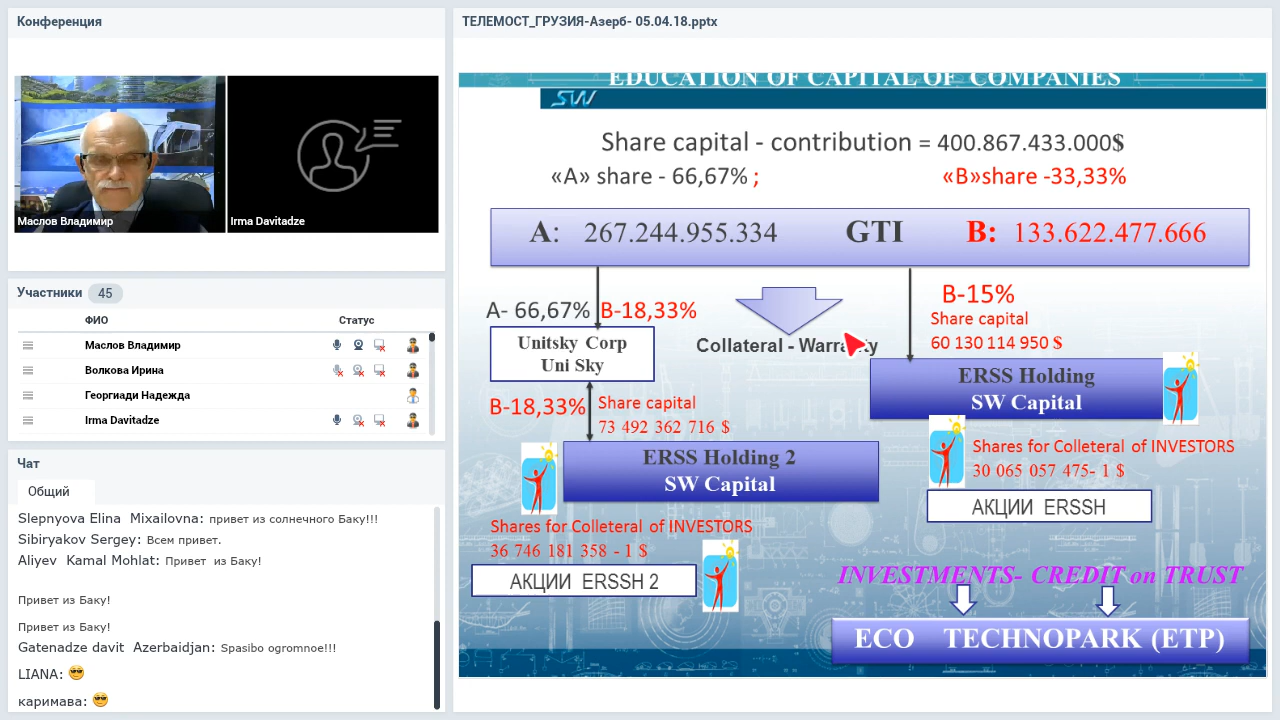 Конференция
Маслов Владимир
Irma Davitadze
Участники 45
ФИО Статус
Маслов Владимир
Волкова Ирина
Георгиади Надежда
Irma Davitadze
Чат
Общий
Slepnyova Elina Mixailovna: привет из солнечного Баку!!!
Sibiryakov Sergey: Всем привет.
Aliyev Kamal Mohlat: Привет из Баку!
Привет из Баку!
Привет из Баку!
Gatenadze davit Azerbaidjan: Spasibo ogromnoe!!!
LIANA: 😎
каримава: 😎
ТЕЛЕМОСТ_ГРУЗИЯ-Азерб- 05.04.18.pptx
EDUCATION OF CAPITAL OF COMPANIES
SW
Share capital - contribution = 400.867.433.000$
«A» share - 66,67% ; «B»share -33,33%
A: 267.244.955.334 GTI B: 133.622.477.666
A- 66,67% B-18,33%
B-15%
Share capital
60 130 114 950 $
Unitsky Corp
Uni Sky
Collateral - Warranty
ERSS Holding
SW Capital
B-18,33% Share capital
73 492 362 716 $
ERSS Holding 2
SW Capital
Shares for Colleteral of INVESTORS
30 065 057 475- 1 $
АКЦИИ ERSSH
Shares for Colleteral of INVESTORS
36 746 181 358 - 1 $
АКЦИИ ERSSH 2
INVESTMENTS- CREDIT on TRUST
ECO TECHNOPARK (ETP)